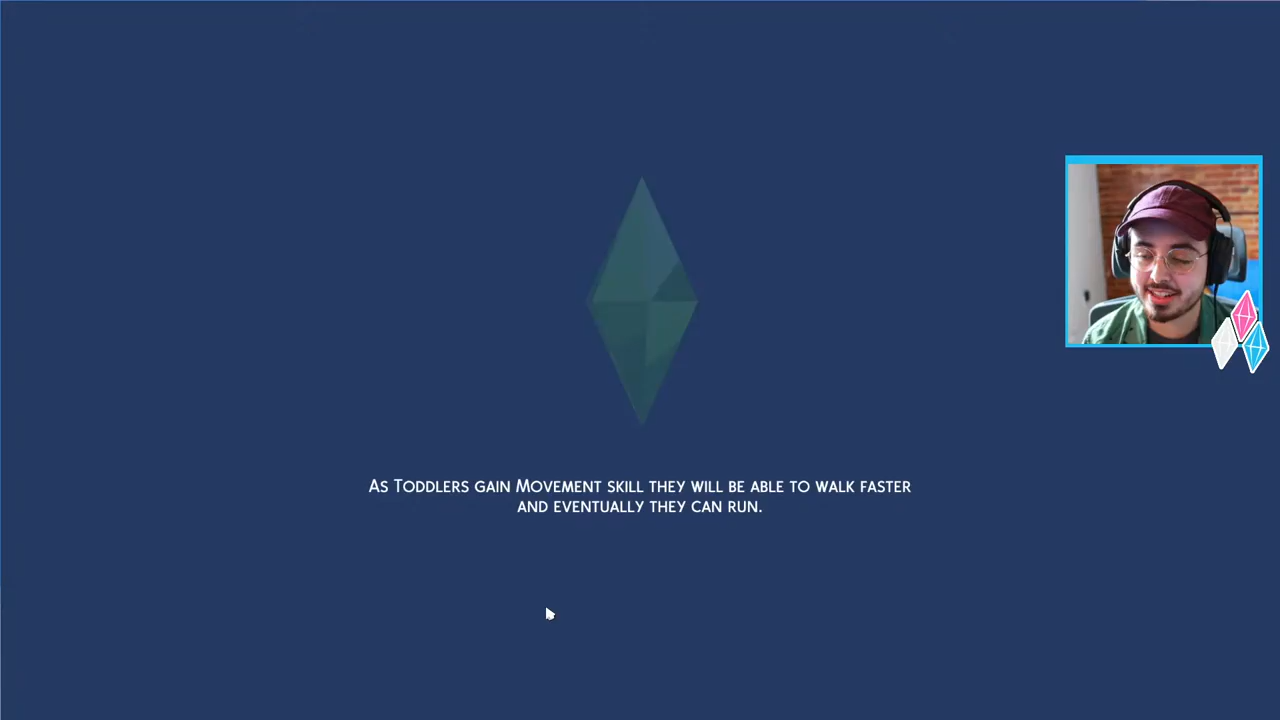 As Toddlers gain Movement skill they will be able to walk faster
and eventually they can run.